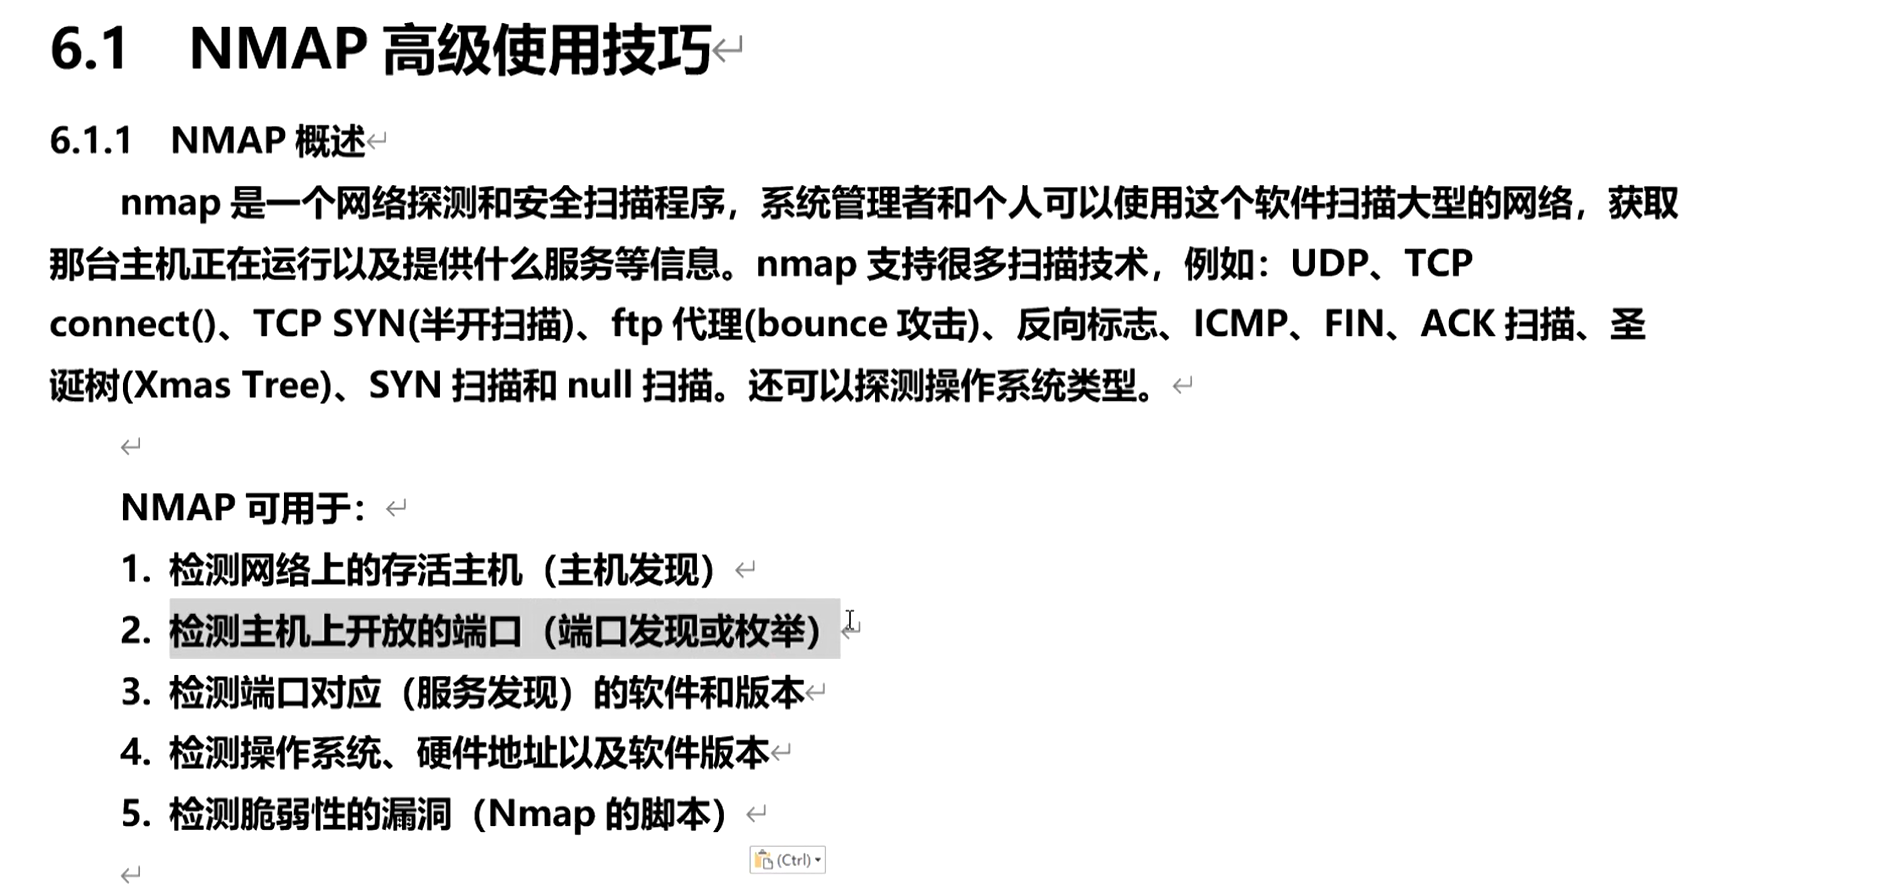 6.1 NMAP 高级使用技巧
6.1.1 NMAP 概述
nmap 是一个网络探测和安全扫描程序，系统管理者和个人可以使用这个软件扫描大型的网络，获取
那台主机正在运行以及提供什么服务等信息。nmap 支持很多扫描技术，例如：UDP、TCP
connect()、TCP SYN(半开扫描)、ftp 代理(bounce 攻击)、反向标志、ICMP、FIN、ACK 扫描、圣
诞树(Xmas Tree)、SYN 扫描和 null 扫描。还可以探测操作系统类型。
NMAP 可用于：
1. 检测网络上的存活主机（主机发现）
2. 检测主机上开放的端口（端口发现或枚举）
3. 检测端口对应（服务发现）的软件和版本
4. 检测操作系统、硬件地址以及软件版本
5. 检测脆弱性的漏洞（Nmap 的脚本）
(Ctrl)